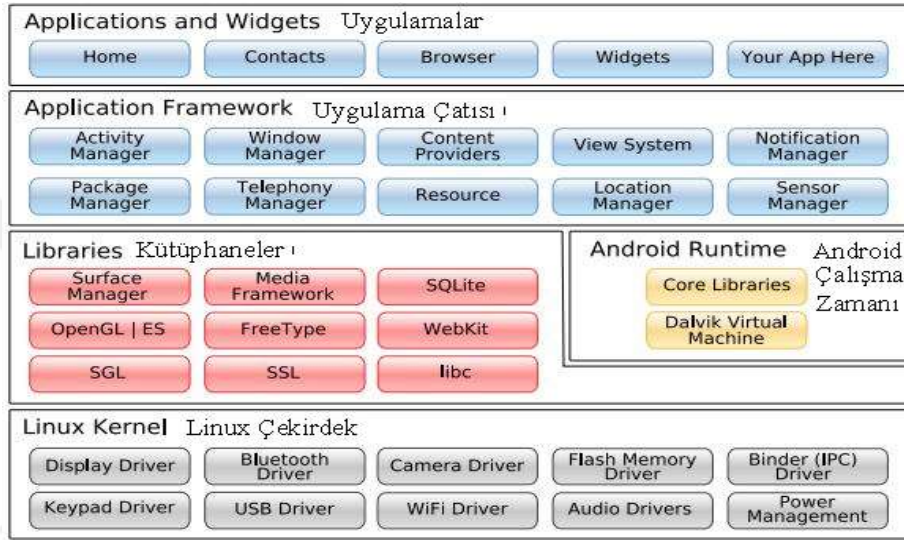 Applications and Widgets Uygulamalar
Home Contacts Browser Widgets Your App Here
Application Framework Uygulama Çatısı
Activity Manager Window Manager Content Providers View System Notification Manager
Package Manager Telephony Manager Resource Location Manager Sensor Manager
Libraries Kütüphaneler
Surface Manager Media Framework SQLite
OpenGL | ES FreeType WebKit
SGL SSL libc
Android Runtime Android Çalışma Zamanı
Core Libraries
Dalvik Virtual Machine
Linux Kernel Linux Çekirdek
Display Driver Bluetooth Driver Camera Driver Flash Memory Driver Binder (IPC) Driver
Keypad Driver USB Driver WiFi Driver Audio Drivers Power Management